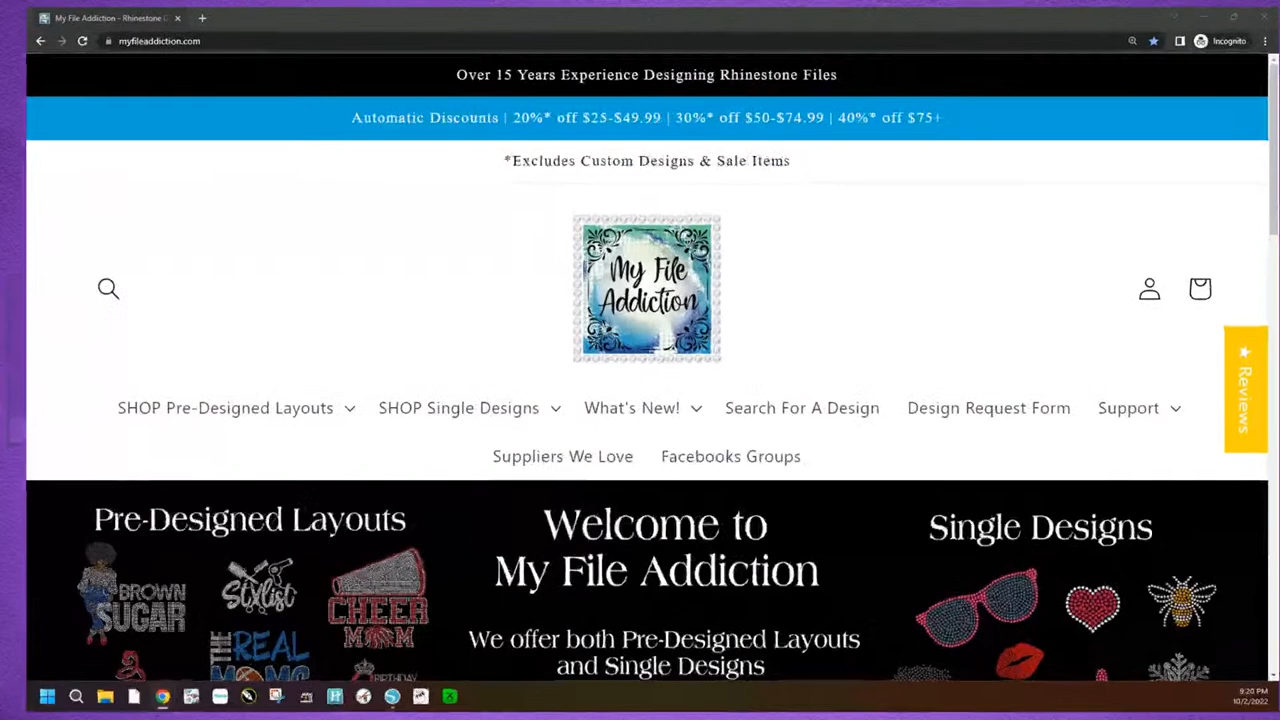 My File Addiction - Rhinestone
myfileaddiction.com
Incognito
Over 15 Years Experience Designing Rhinestone Files
Automatic Discounts | 20%* off $25-$49.99 | 30%* off $50-$74.99 | 40%* off $75+
*Excludes Custom Designs & Sale Items
My File
Addiction
★ Reviews
SHOP Pre-Designed Layouts
SHOP Single Designs
What's New!
Search For A Design
Design Request Form
Support
Suppliers We Love
Facebooks Groups
Pre-Designed Layouts
BROWN
SUGAR
Stylist
CHEER
MOM
THE
REAL
BIRTHDAY
Welcome to
My File Addiction
We offer both Pre-Designed Layouts
and Single Designs
Single Designs
9:20 PM
10/2/2022